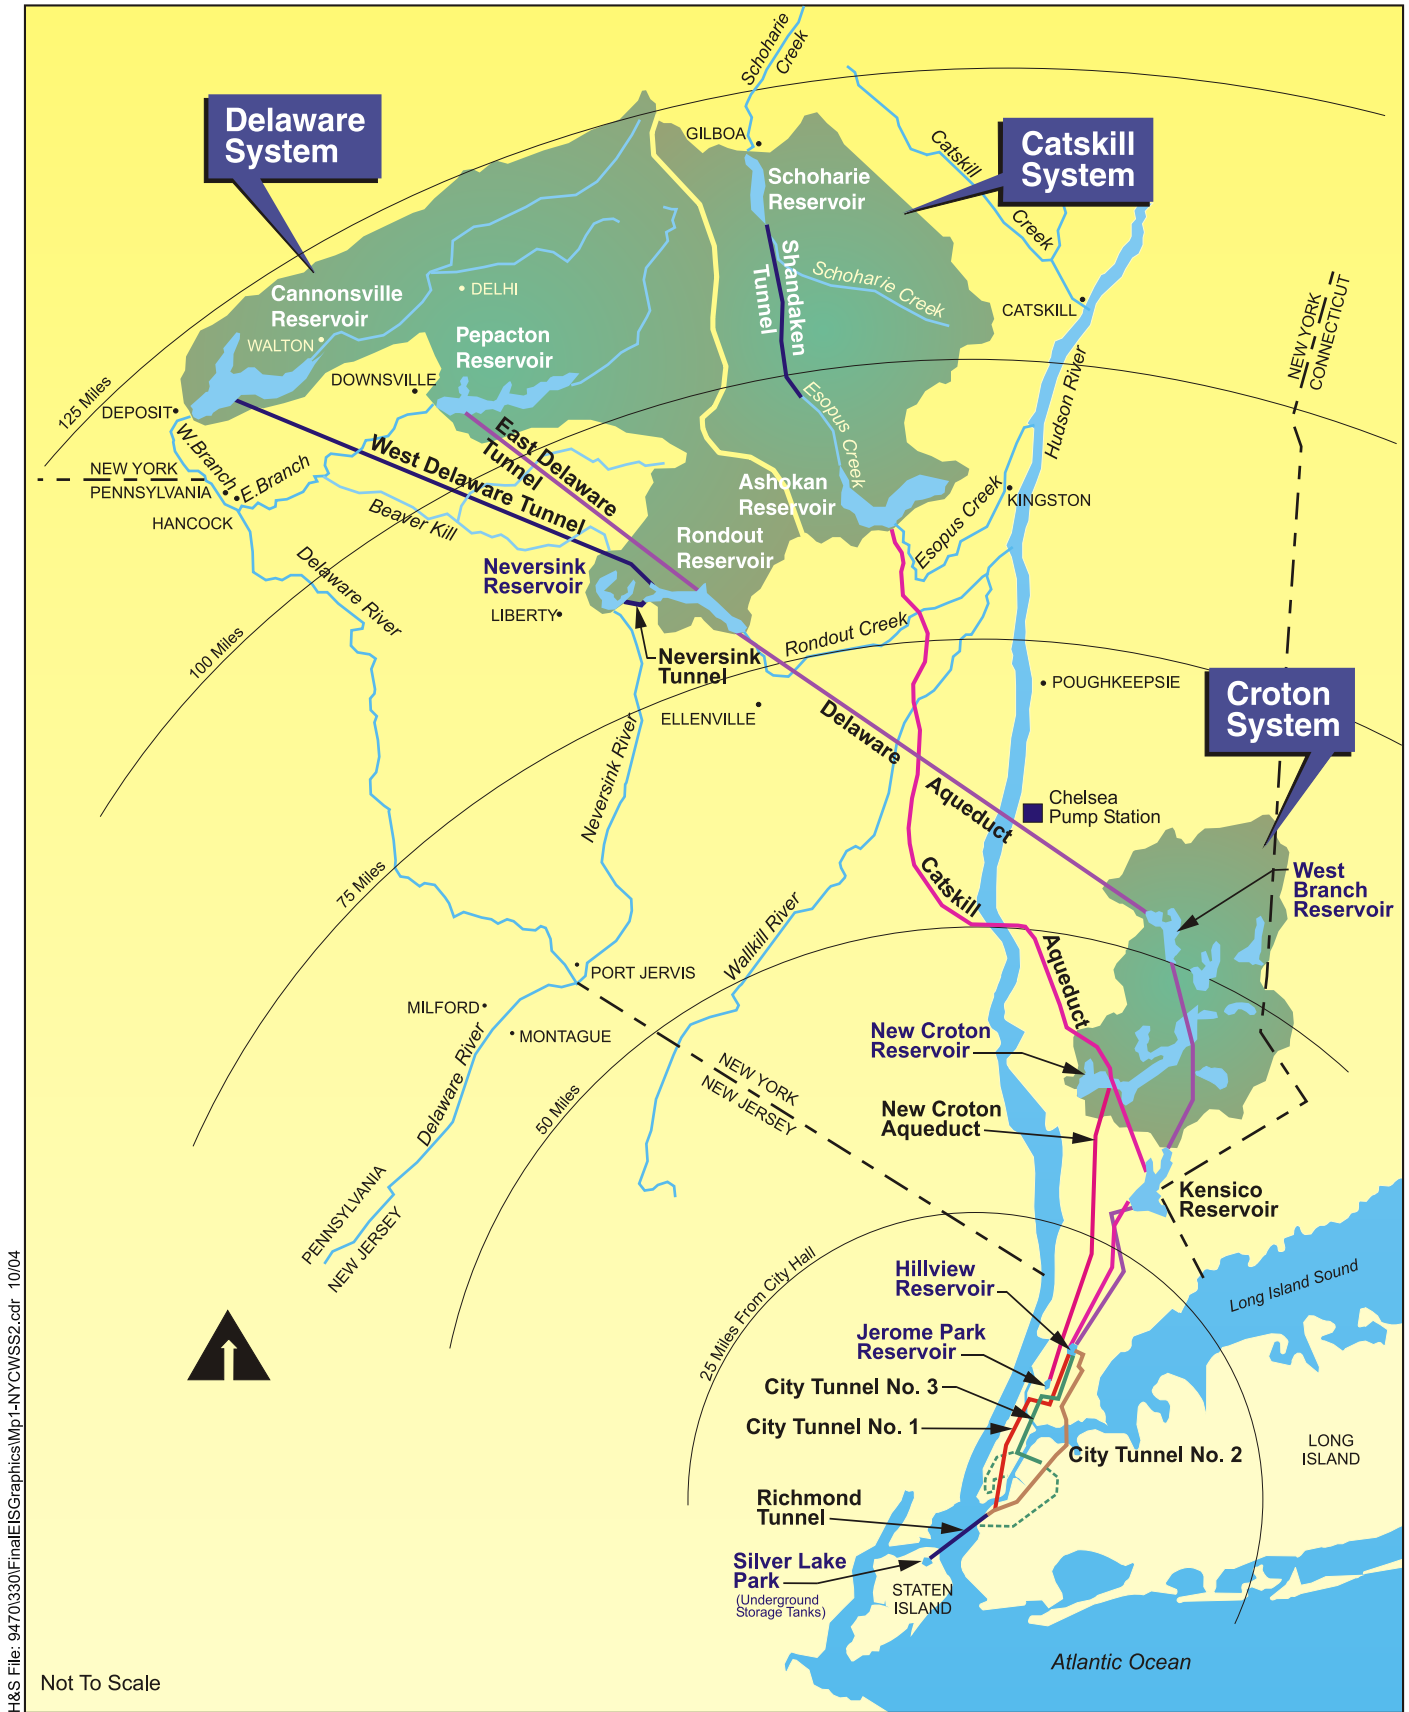 Schoharie
Creek
Delaware
System
GILBOA
Catskill
System
Catskill
Creek
Schoharie
Reservoir
Shandaken
Tunnel
Schoharie Creek
CATSKILL
NEW YORK
CONNECTICUT
Cannonsville
Reservoir
DELHI
WALTON
Pepacton
Reservoir
DOWNSVILLE
125 Miles
DEPOSIT
W.Branch
E.Branch
NEW YORK
PENNSYLVANIA
HANCOCK
East Delaware
Tunnel
West Delaware Tunnel
Beaver Kill
Esopus Creek
Ashokan
Reservoir
Hudson River
KINGSTON
Esopus Creek
Rondout
Reservoir
Neversink
Reservoir
LIBERTY
Delaware River
100 Miles
Neversink
Tunnel
Rondout Creek
ELLENVILLE
POUGHKEEPSIE
Croton
System
Delaware
Aqueduct
Chelsea
Pump Station
Neversink River
75 Miles
Catskill
Aqueduct
West
Branch
Reservoir
Wallkill River
PORT JERVIS
MILFORD
MONTAGUE
Delaware River
New Croton
Reservoir
NEW YORK
NEW JERSEY
50 Miles
New Croton
Aqueduct
PENNSYLVANIA
NEW JERSEY
Kensico
Reservoir
25 Miles From City Hall
Hillview
Reservoir
Long Island Sound
Jerome Park
Reservoir
City Tunnel No. 3
City Tunnel No. 1
City Tunnel No. 2
LONG
ISLAND
Richmond
Tunnel
Silver Lake
Park
(Underground
Storage Tanks)
STATEN
ISLAND
Atlantic Ocean
Not To Scale
H&S File: 9470\330\FinalEISGraphics\Mp1-NYCWSS2.cdr 10/04